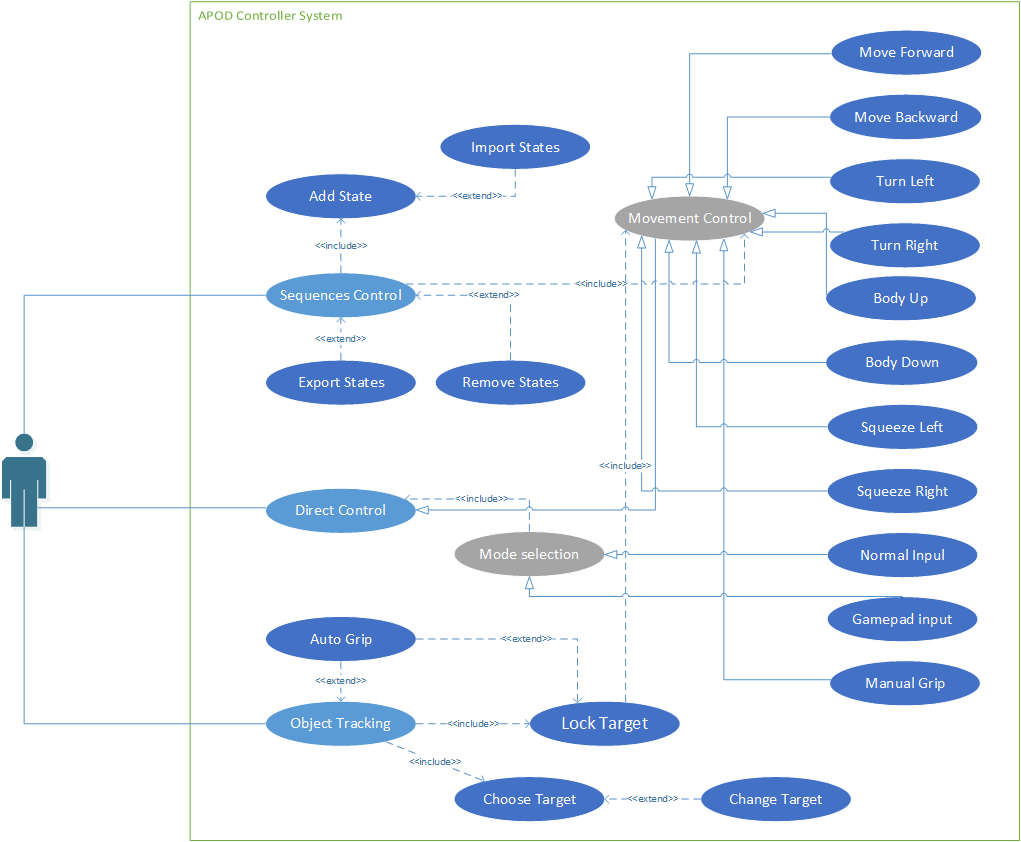 APOD Controller System
Move Forward
Move Backward
Import States
Turn Left
Add State
<<extend>>
Movement Control
<<include>>
Turn Right
Sequences Control
<<extend>>
<<include>>
Body Up
<<extend>>
Export States
Remove States
Body Down
Squeeze Left
<<include>>
Squeeze Right
<<include>>
Direct Control
Mode selection
Normal Inpul
Gamepad input
Auto Grip
<<extend>>
<<extend>>
Manual Grip
Object Tracking
<<include>>
Lock Target
<<include>>
Choose Target
<<extend>>
Change Target